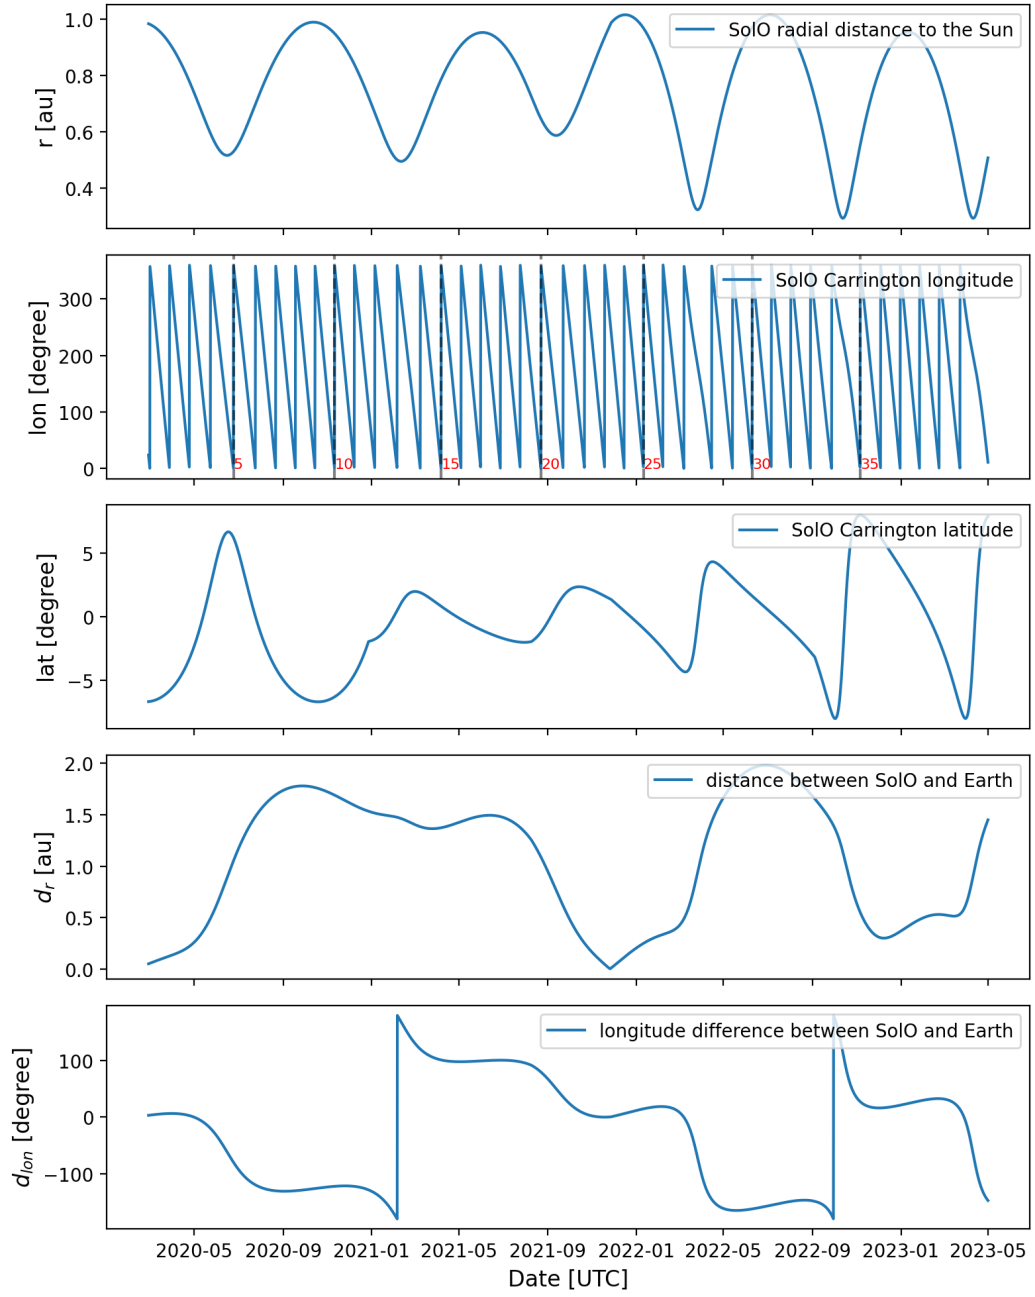 1.0
0.8
0.6
0.4
r [au]
SolO radial distance to the Sun
300
200
100
0
lon [degree]
SolO Carrington longitude
5 10 15 20 25 30 35
5
0
−5
lat [degree]
SolO Carrington latitude
2.0
1.5
1.0
0.5
0.0
d_r [au]
distance between SolO and Earth
100
0
−100
d_lon [degree]
longitude difference between SolO and Earth
2020-05 2020-09 2021-01 2021-05 2021-09 2022-01 2022-05 2022-09 2023-01 2023-05
Date [UTC]